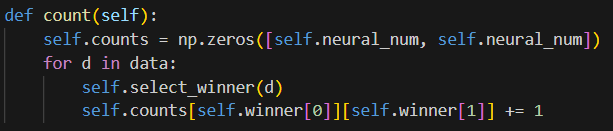 def count(self):
    self.counts = np.zeros([self.neural_num, self.neural_num])
    for d in data:
        self.select_winner(d)
        self.counts[self.winner[0]][self.winner[1]] += 1